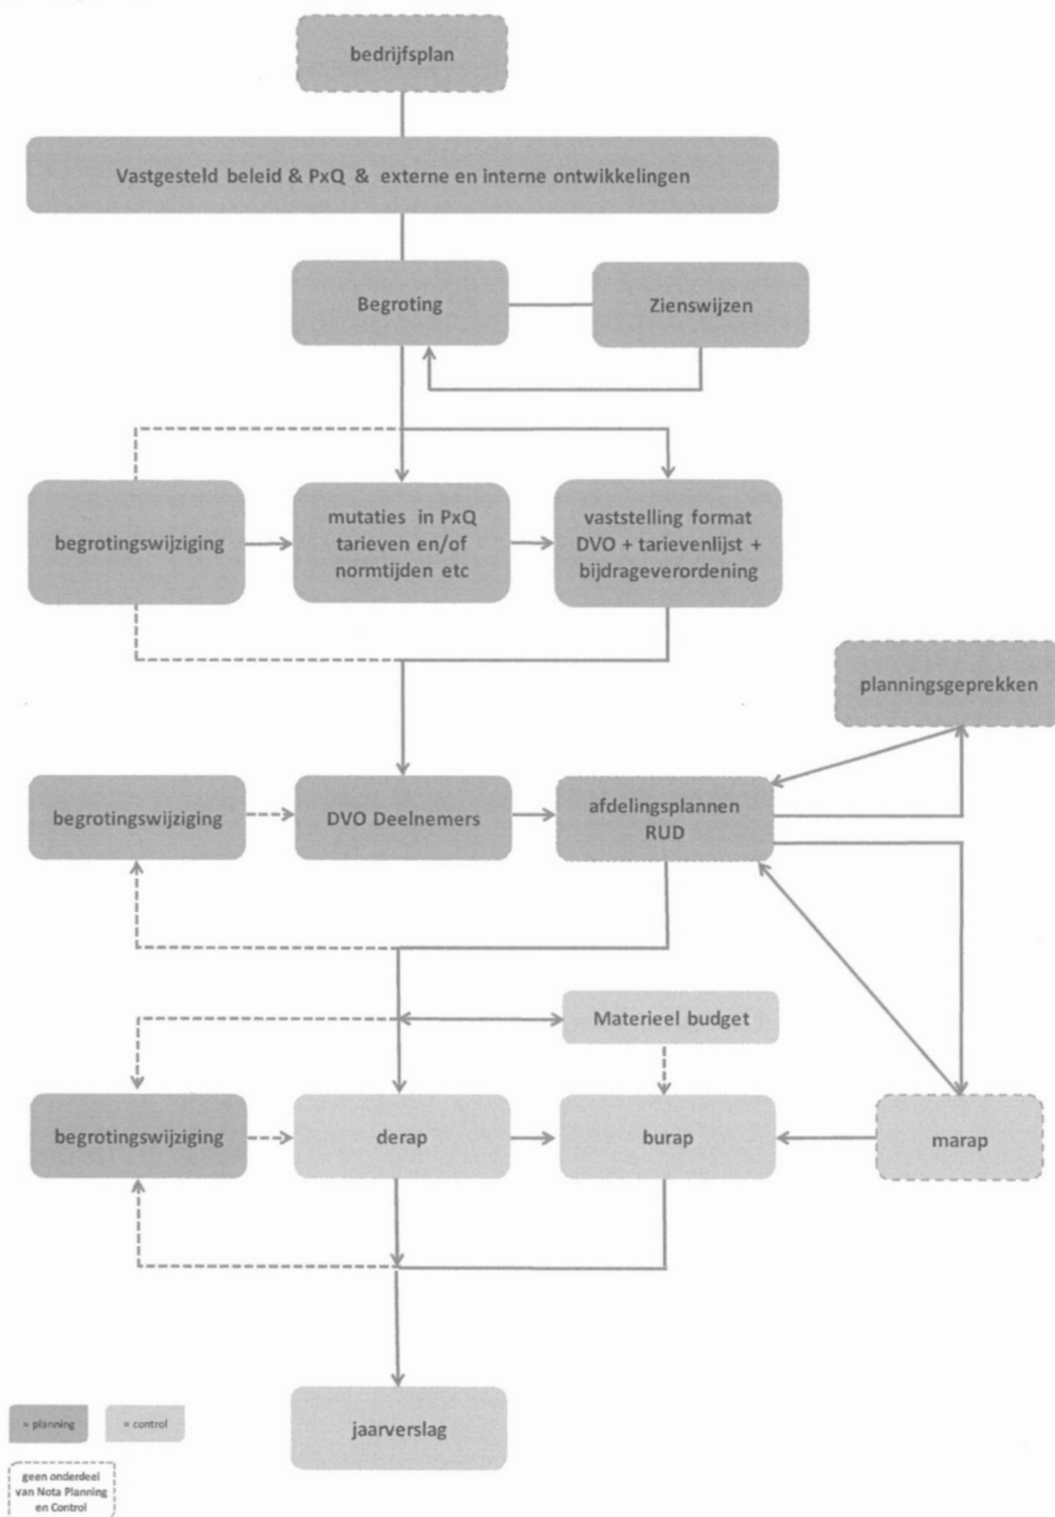 bedrijfsplan
Vastgesteld beleid & PxQ & externe en interne ontwikkelingen
Begroting
Zienswijzen
begrotingswijziging
mutaties in PxQ
tarieven en/of
normtijden etc
vaststelling format
DVO + tarievenlijst +
bijdrageverordening
planningsgeprekken
begrotingswijziging
DVO Deelnemers
afdelingsplannen
RUD
Materieel budget
begrotingswijziging
derap
burap
marap
jaarverslag
= planning
= control
geen onderdeel
van Nota Planning
en Control